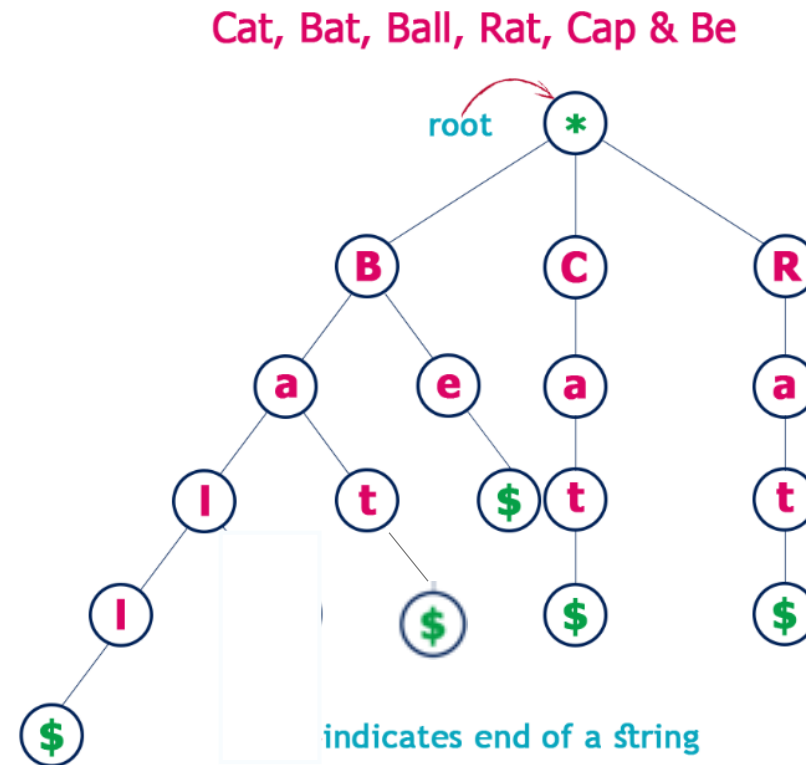 Cat, Bat, Ball, Rat, Cap & Be
root
*
B C R
a e a a
l t $ t t
l $ $ $
$
indicates end of a string